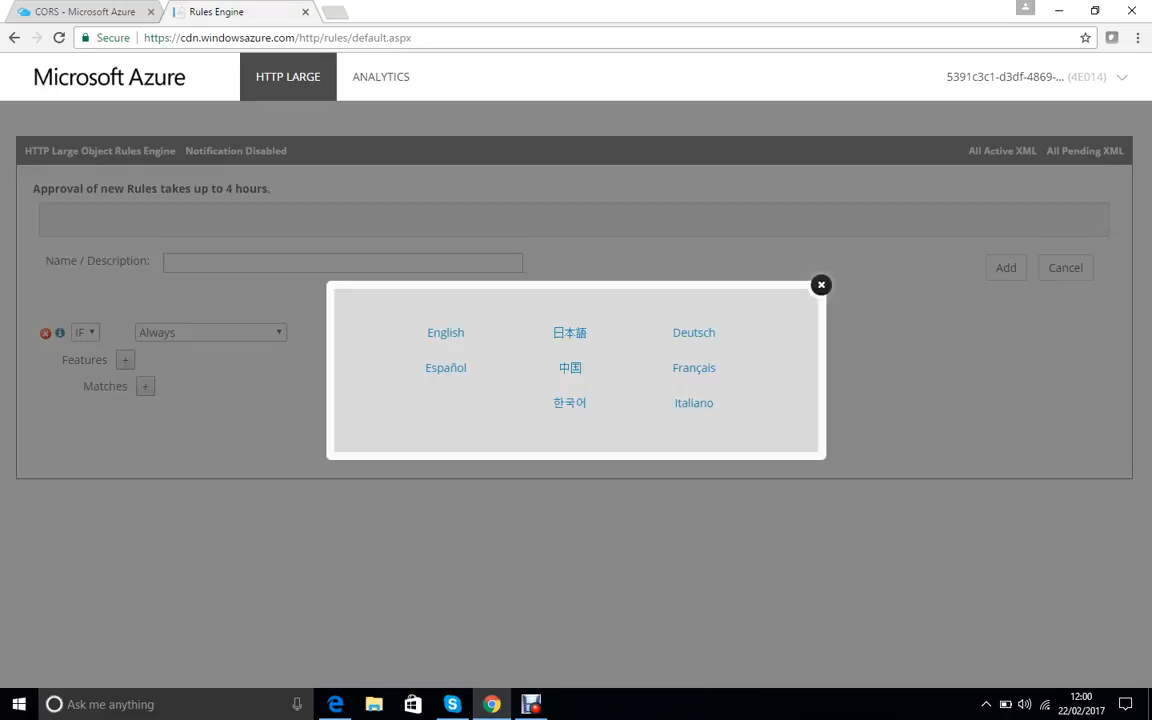 CORS - Microsoft Azure
Rules Engine
Secure
https://cdn.windowsazure.com/http/rules/default.aspx
Microsoft Azure
HTTP LARGE
ANALYTICS
5391c3c1-d3df-4869-... (4E014)
HTTP Large Object Rules Engine
Notification Disabled
All Active XML
All Pending XML
Approval of new Rules takes up to 4 hours.
Name / Description:
Add
Cancel
English
日本語
Deutsch
Español
中国
Français
한국어
Italiano
IF
Always
Features +
Matches +
Ask me anything
12:00
22/02/2017